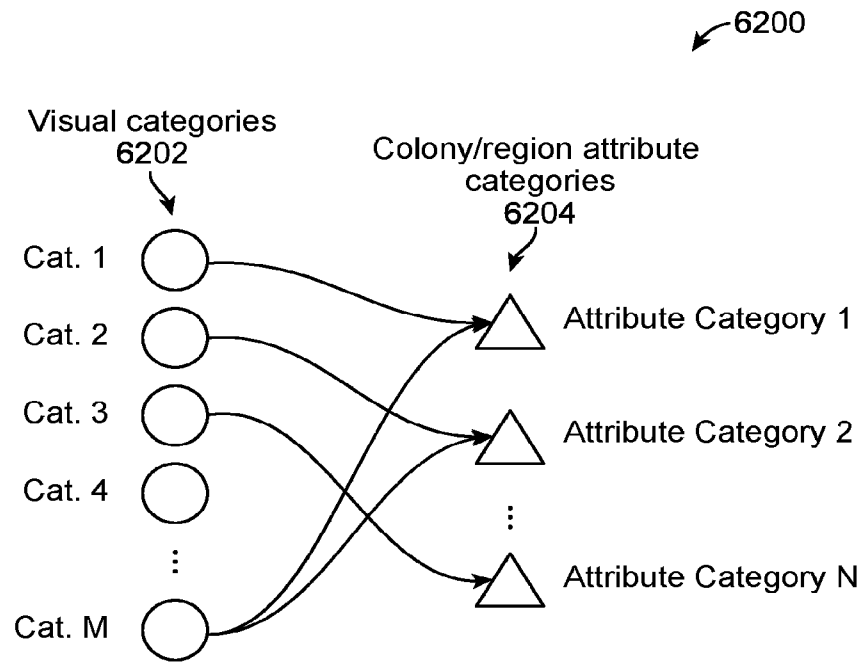 6200
Visual categories
6202
Colony/region attribute
categories
6204
Cat. 1
Cat. 2
Cat. 3
Cat. 4
...
Cat. M
Attribute Category 1
Attribute Category 2
...
Attribute Category N